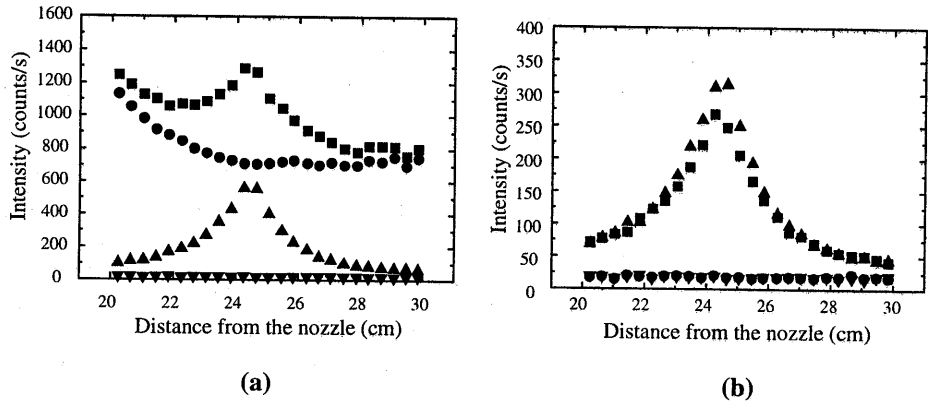 1600
1400
1200
1000
800
600
400
200
0
Intensity (counts/s)
20 22 24 26 28 30
Distance from the nozzle (cm)
(a)
400
350
300
250
200
150
100
50
0
Intensity (counts/s)
20 22 24 26 28 30
Distance from the nozzle (cm)
(b)